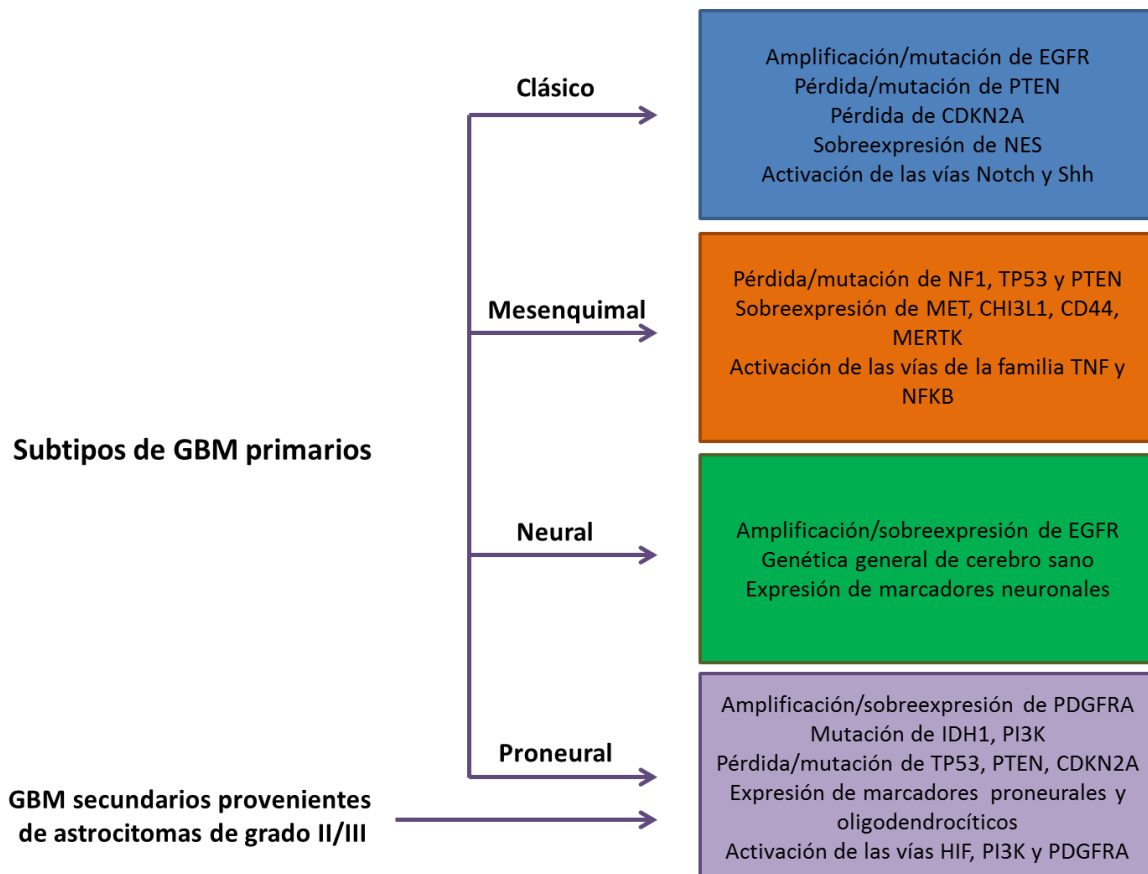 Subtipos de GBM primarios
Clásico
Amplificación/mutación de EGFR
Pérdida/mutación de PTEN
Pérdida de CDKN2A
Sobreexpresión de NES
Activación de las vías Notch y Shh
Mesenquimal
Pérdida/mutación de NF1, TP53 y PTEN
Sobreexpresión de MET, CHI3L1, CD44,
MERTK
Activación de las vías de la familia TNF y
NFKB
Neural
Amplificación/sobreexpresión de EGFR
Genética general de cerebro sano
Expresión de marcadores neuronales
Proneural
GBM secundarios provenientes
de astrocitomas de grado II/III
Amplificación/sobreexpresión de PDGFRA
Mutación de IDH1, PI3K
Pérdida/mutación de TP53, PTEN, CDKN2A
Expresión de marcadores proneurales y
oligodendrocíticos
Activación de las vías HIF, PI3K y PDGFRA